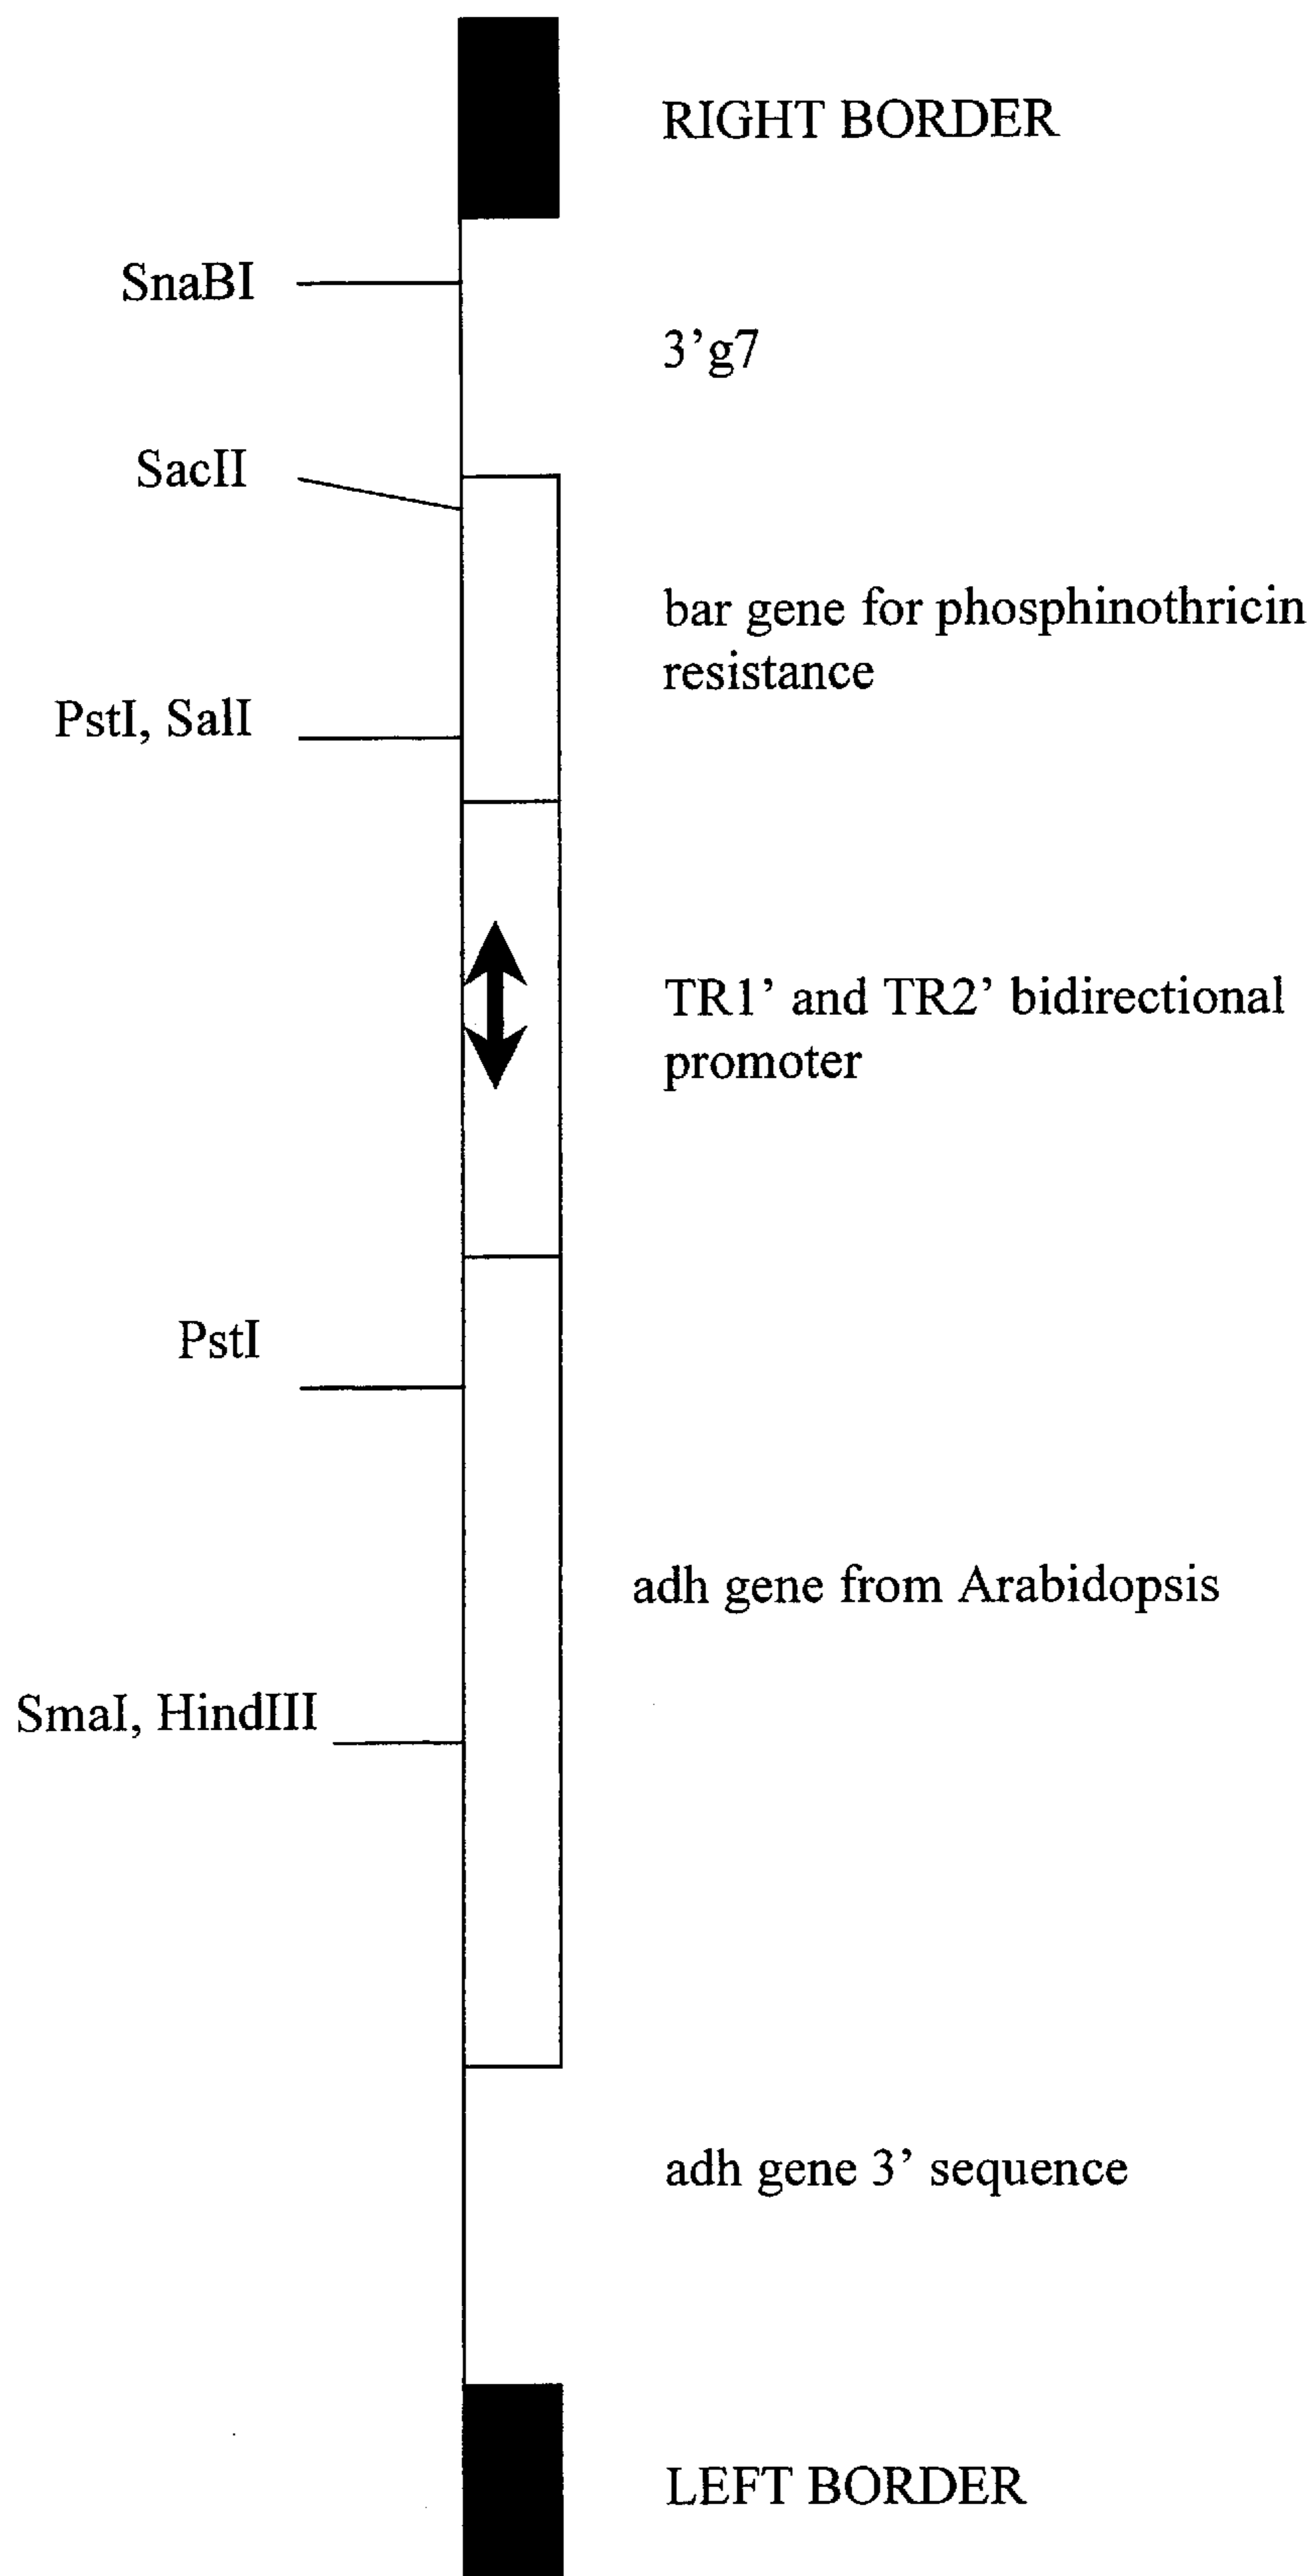 RIGHT BORDER
SnaBI
3’g7
SacII
bar gene for phosphinothricin
resistance
PstI, SalI
TR1’ and TR2’ bidirectional
promoter
PstI
adh gene from Arabidopsis
SmaI, HindIII
adh gene 3’ sequence
LEFT BORDER